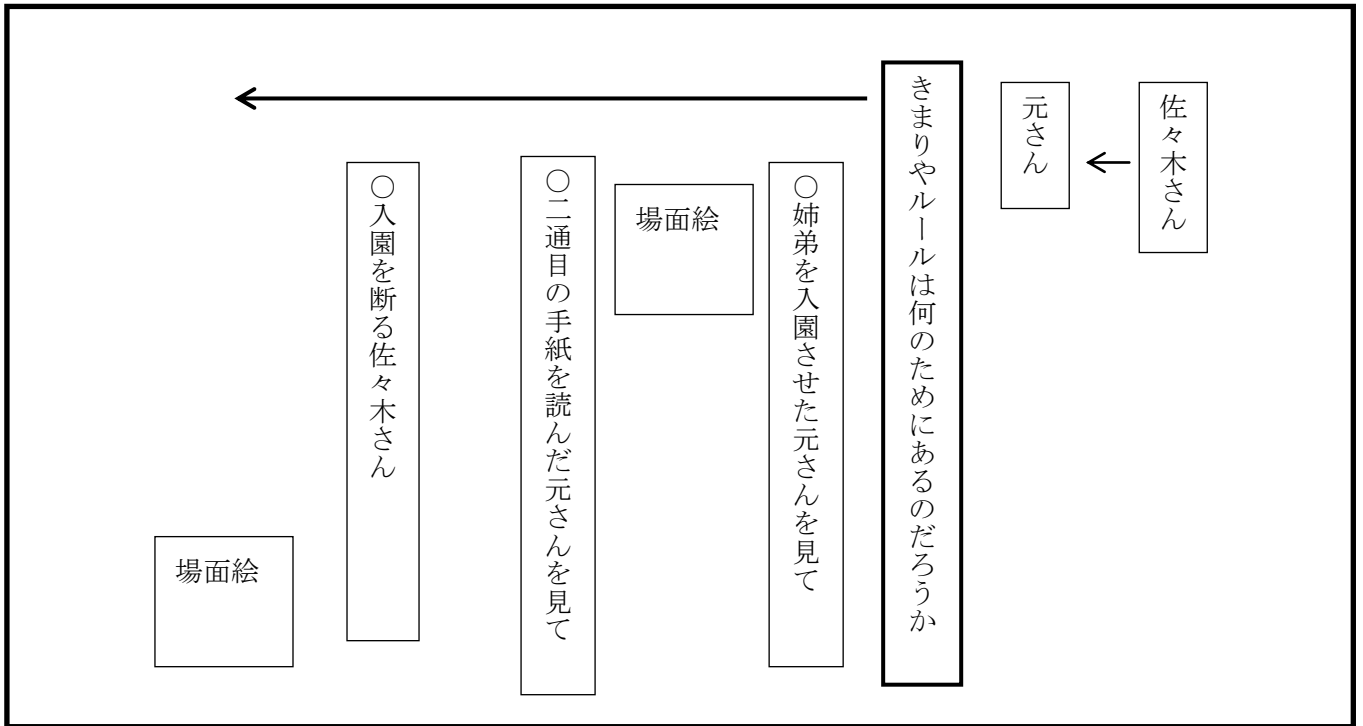 佐々木さん
元さん
きまりやルールは何のためにあるのだろうか
○姉弟を入園させた元さんを見て
場面絵
○二通目の手紙を読んだ元さんを見て
○入園を断る佐々木さん
場面絵